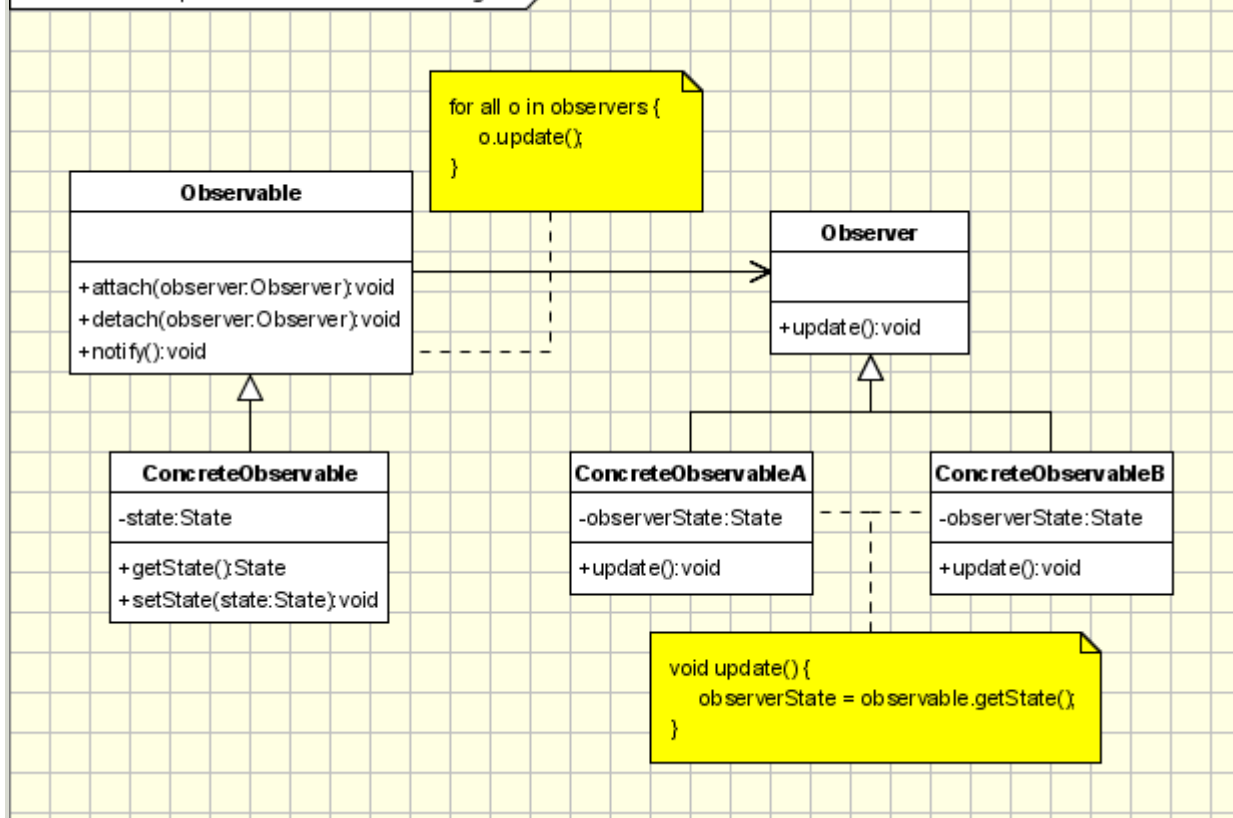 for all o in observers {
o.update();
}
Observable
+attach(observer:Observer):void
+detach(observer:Observer):void
+notify():void
Observer
+update():void
ConcreteObservable
-state:State
+getState():State
+setState(state:State):void
ConcreteObservableA
-observerState:State
+update():void
ConcreteObservableB
-observerState:State
+update():void
void update() {
observerState = observable.getState();
}